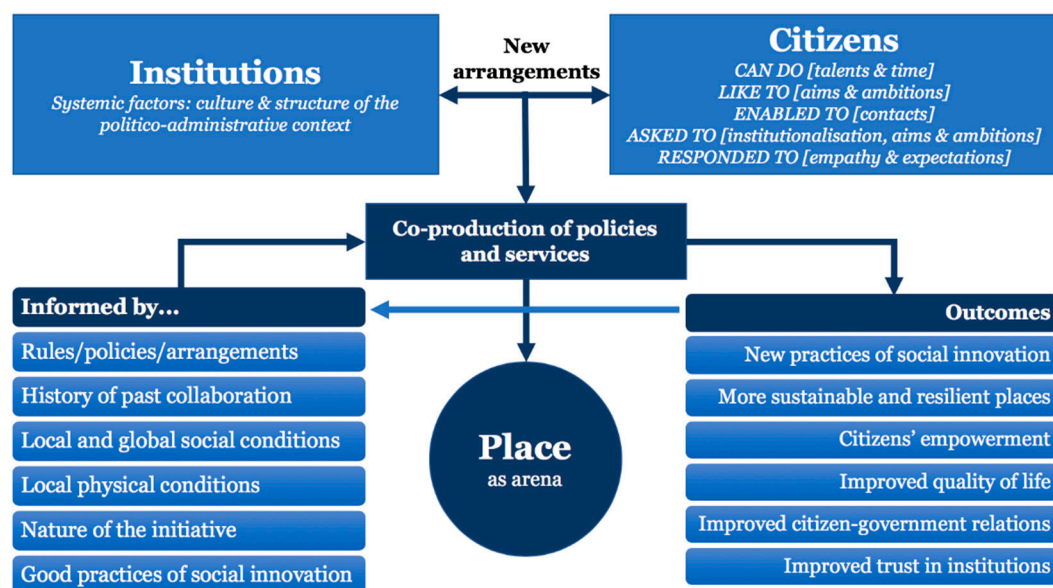 Institutions
Systemic factors: culture & structure of the
politico-administrative context
New
arrangements
Citizens
CAN DO [talents & time]
LIKE TO [aims & ambitions]
ENABLED TO [contacts]
ASKED TO [institutionalisation, aims & ambitions]
RESPONDED TO [empathy & expectations]
Co-production of policies
and services
Informed by...
Rules/policies/arrangements
History of past collaboration
Local and global social conditions
Local physical conditions
Nature of the initiative
Good practices of social innovation
Place
as arena
Outcomes
New practices of social innovation
More sustainable and resilient places
Citizens’ empowerment
Improved quality of life
Improved citizen-government relations
Improved trust in institutions